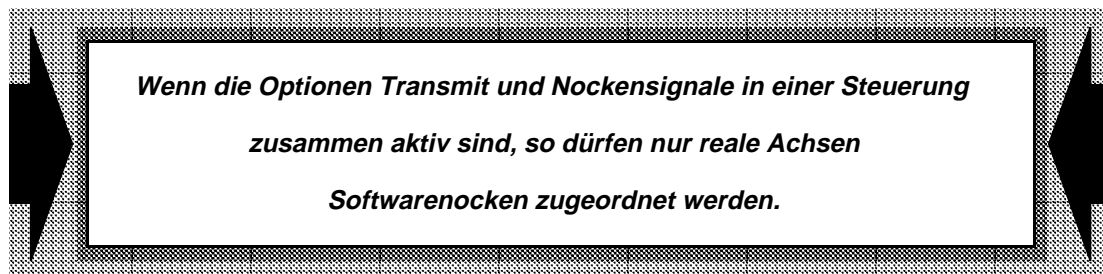 Wenn die Optionen Transmit und Nockensignale in einer Steuerung
zusammen aktiv sind, so dürfen nur reale Achsen
Softwarenocken zugeordnet werden.